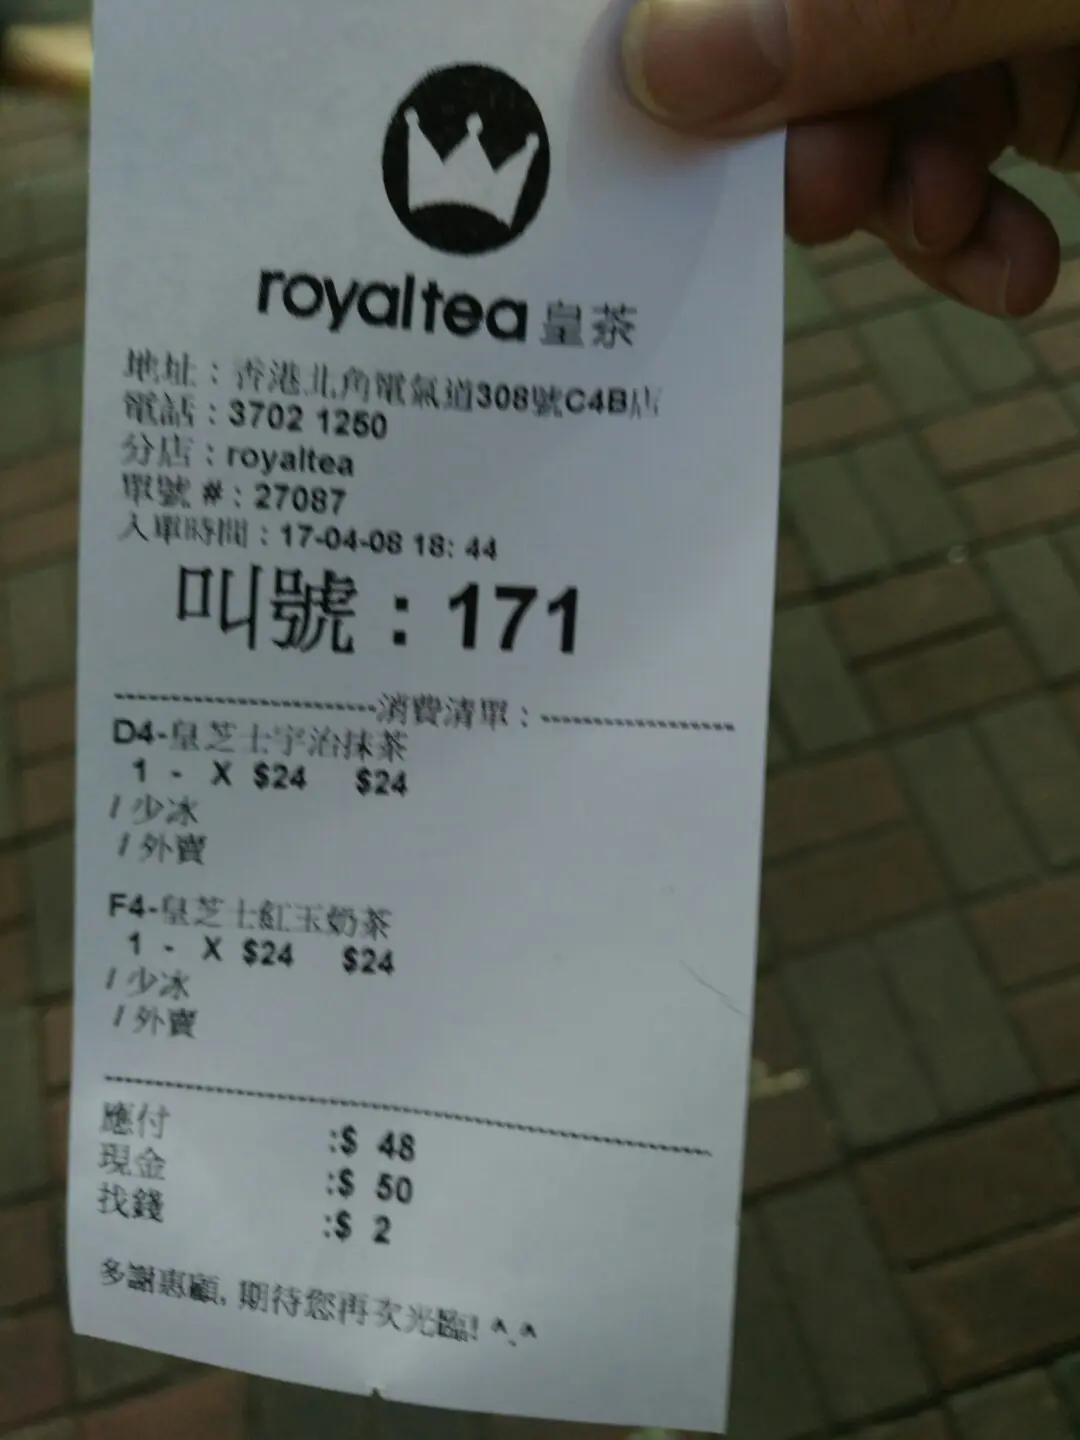 royaltea 皇茶
地址：香港北角電氣道308號C4B店
電話：3702 1250
分店：royaltea
單號 #：27087
入單時間：17-04-08 18: 44
叫號：171
-----------------------消費清單：-----------------
D4-皇芝士宇治抹茶
1 - X $24 $24
/ 少冰
/ 外賣
F4-皇芝士紅玉奶茶
1 - X $24 $24
/ 少冰
/ 外賣
應付 :$ 48
現金 :$ 50
找錢 :$ 2
多謝惠顧, 期待您再次光臨! ^_^